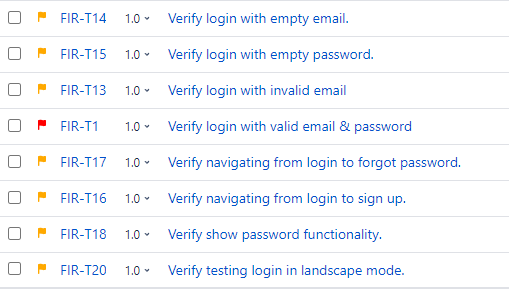 FIR-T14 1.0 Verify login with empty email.
FIR-T15 1.0 Verify login with empty password.
FIR-T13 1.0 Verify login with invalid email
FIR-T1 1.0 Verify login with valid email & password
FIR-T17 1.0 Verify navigating from login to forgot password.
FIR-T16 1.0 Verify navigating from login to sign up.
FIR-T18 1.0 Verify show password functionality.
FIR-T20 1.0 Verify testing login in landscape mode.